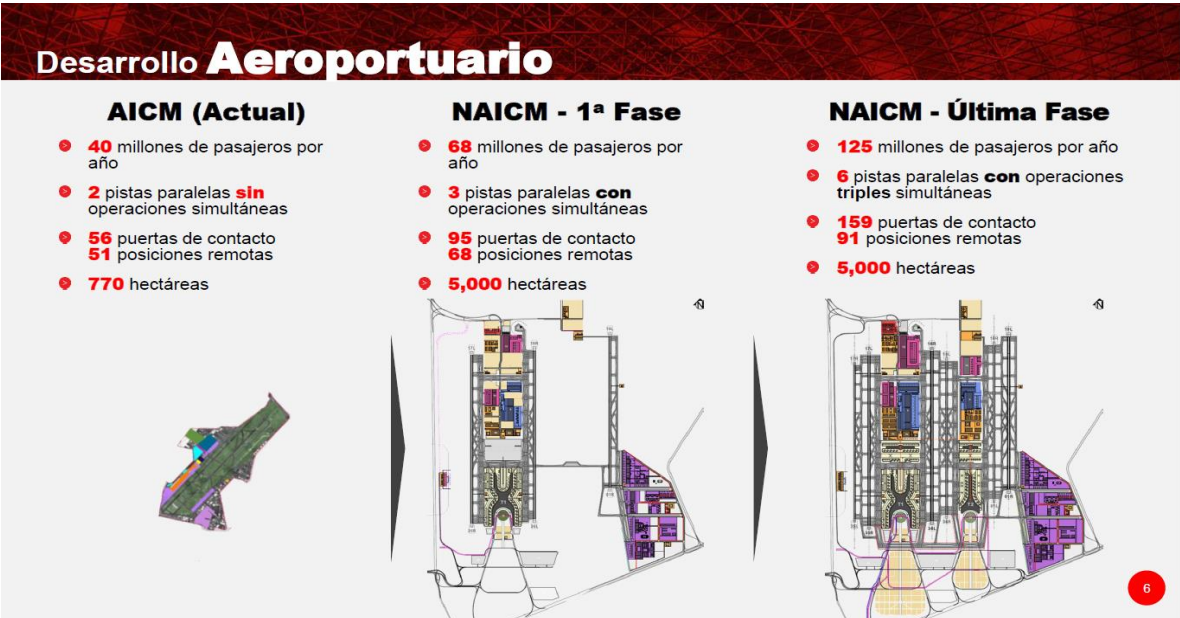 Desarrollo Aeroportuario
AICM (Actual)
40 millones de pasajeros por
año
2 pistas paralelas sin
operaciones simultáneas
56 puertas de contacto
51 posiciones remotas
770 hectáreas
NAICM - 1ª Fase
68 millones de pasajeros por
año
3 pistas paralelas con
operaciones simultáneas
95 puertas de contacto
68 posiciones remotas
5,000 hectáreas
NAICM - Última Fase
125 millones de pasajeros por año
6 pistas paralelas con operaciones
triples simultáneas
159 puertas de contacto
91 posiciones remotas
5,000 hectáreas
6